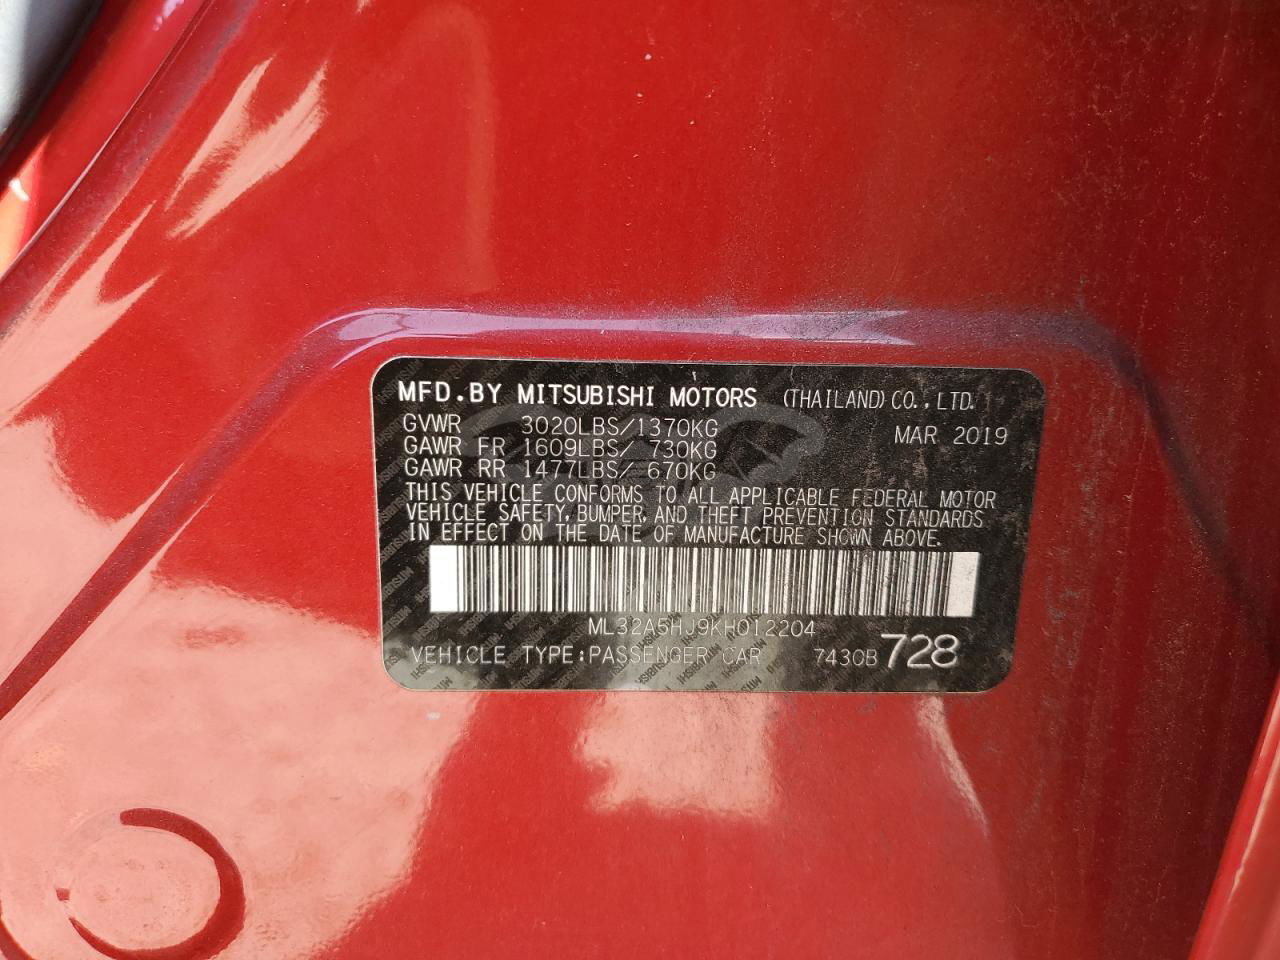 MFD.BY MITSUBISHI MOTORS (THAILAND) CO.,LTD.
GVWR 3020LBS/1370KG MAR 2019
GAWR FR 1609LBS/ 730KG
GAWR RR 1477LBS/ 670KG
THIS VEHICLE CONFORMS TO ALL APPLICABLE FEDERAL MOTOR
VEHICLE SAFETY, BUMPER, AND THEFT PREVENTION STANDARDS
IN EFFECT ON THE DATE OF MANUFACTURE SHOWN ABOVE.
ML32A5HJ9KH012204
VEHICLE TYPE:PASSENGER CAR 7430B 728